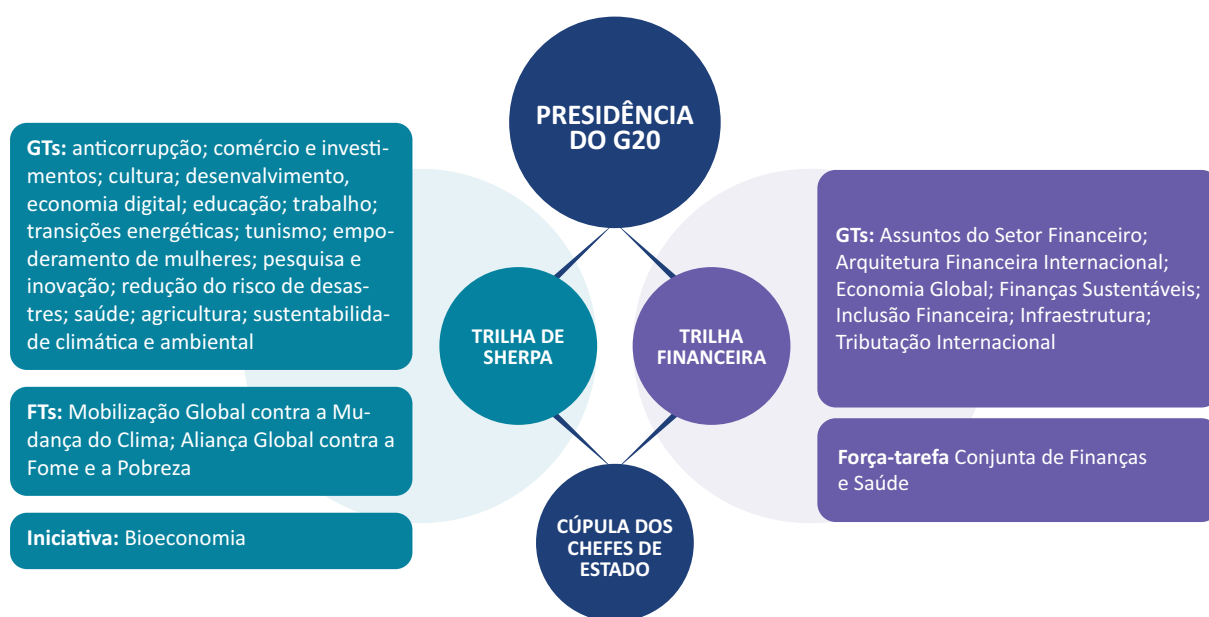 PRESIDÊNCIA
DO G20
GTs: anticorrupção; comércio e investi-
mentos; cultura; desenvalvimento,
economia digital; educação; trabalho;
transições energéticas; tunismo; empo-
deramento de mulheres; pesquisa e
inovação; redução do risco de desas-
tres; saúde; agricultura; sustentabilida-
de climática e ambiental
FTs: Mobilização Global contra a Mu-
dança do Clima; Aliança Global contra a
Fome e a Pobreza
Iniciativa: Bioeconomia
TRILHA DE
SHERPA
TRILHA
FINANCEIRA
GTs: Assuntos do Setor Financeiro;
Arquitetura Financeira Internacional;
Economia Global; Finanças Sustentáveis;
Inclusão Financeira; Infraestrutura;
Tributação Internacional
Força-tarefa Conjunta de Finanças
e Saúde
CÚPULA DOS
CHEFES DE
ESTADO